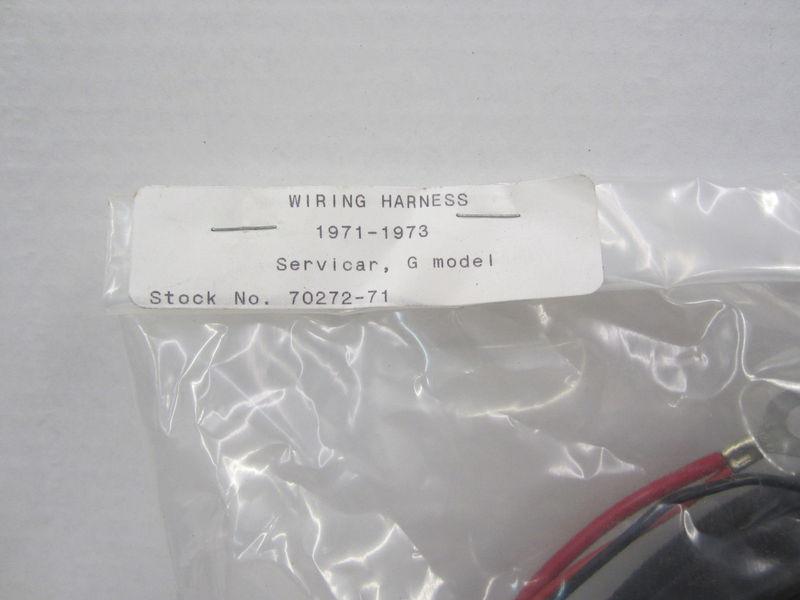 WIRING HARNESS
1971-1973
Servicar, G model
Stock No. 70272-71